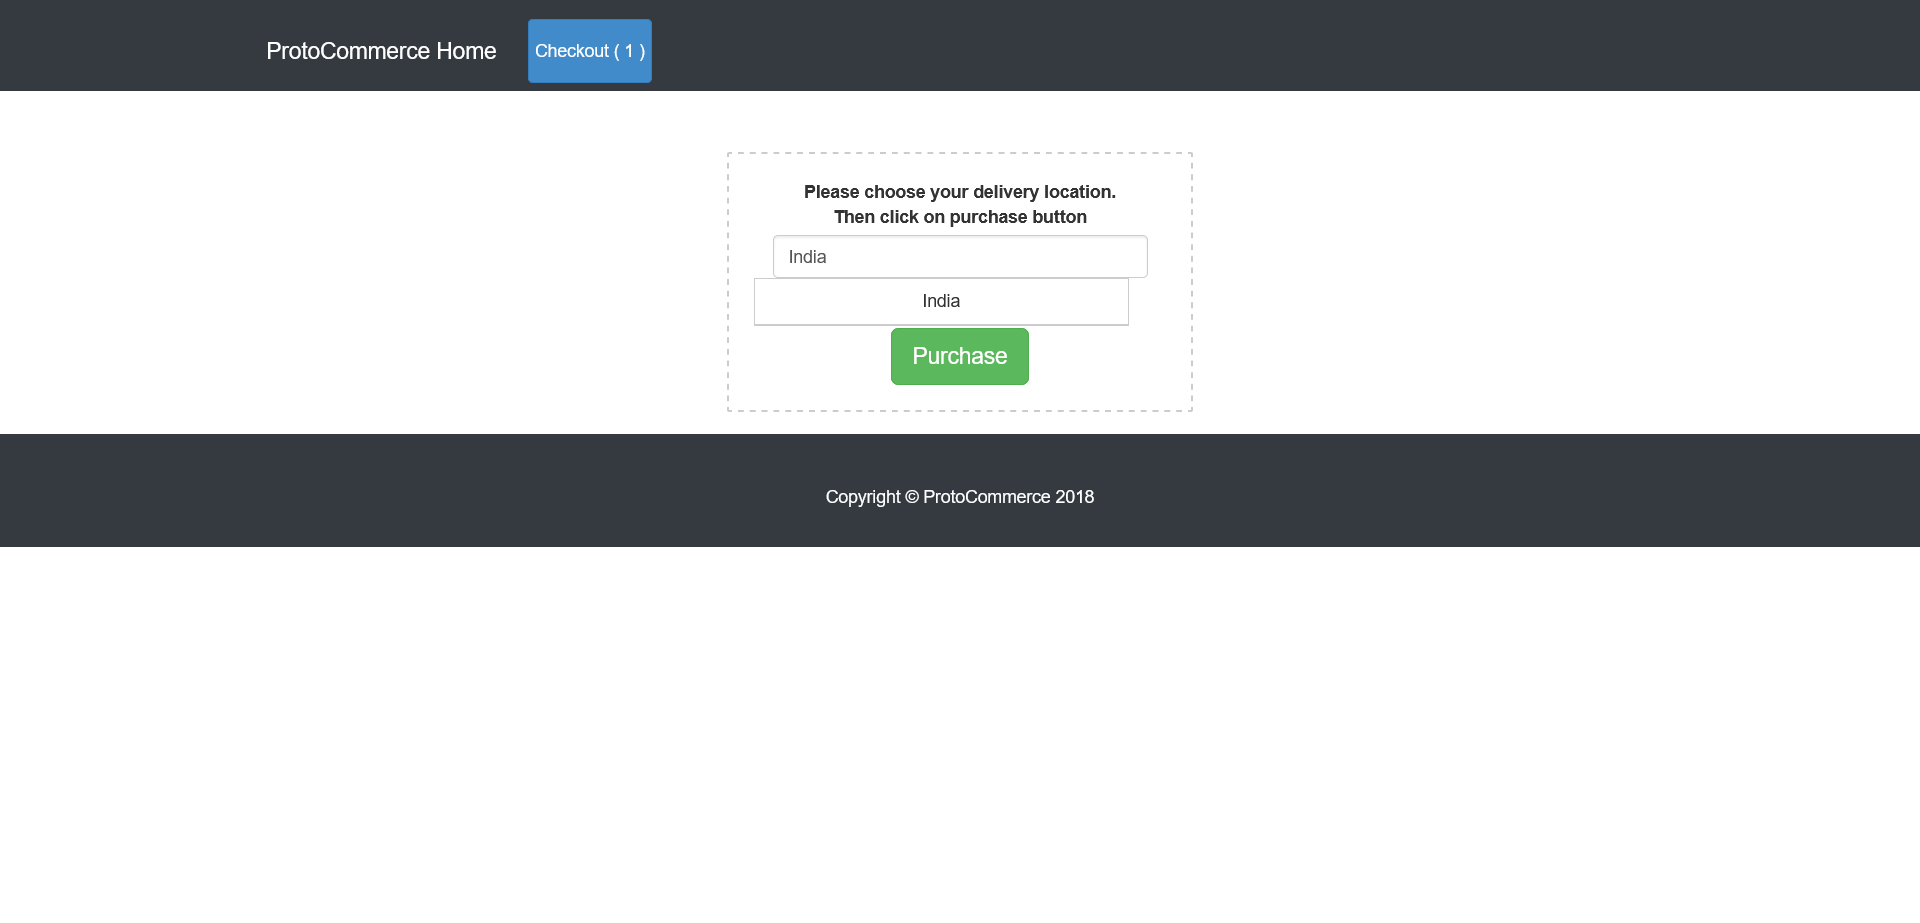 ProtoCommerce Home
Checkout ( 1 )
Please choose your delivery location.
Then click on purchase button
India
India
Purchase
Copyright © ProtoCommerce 2018